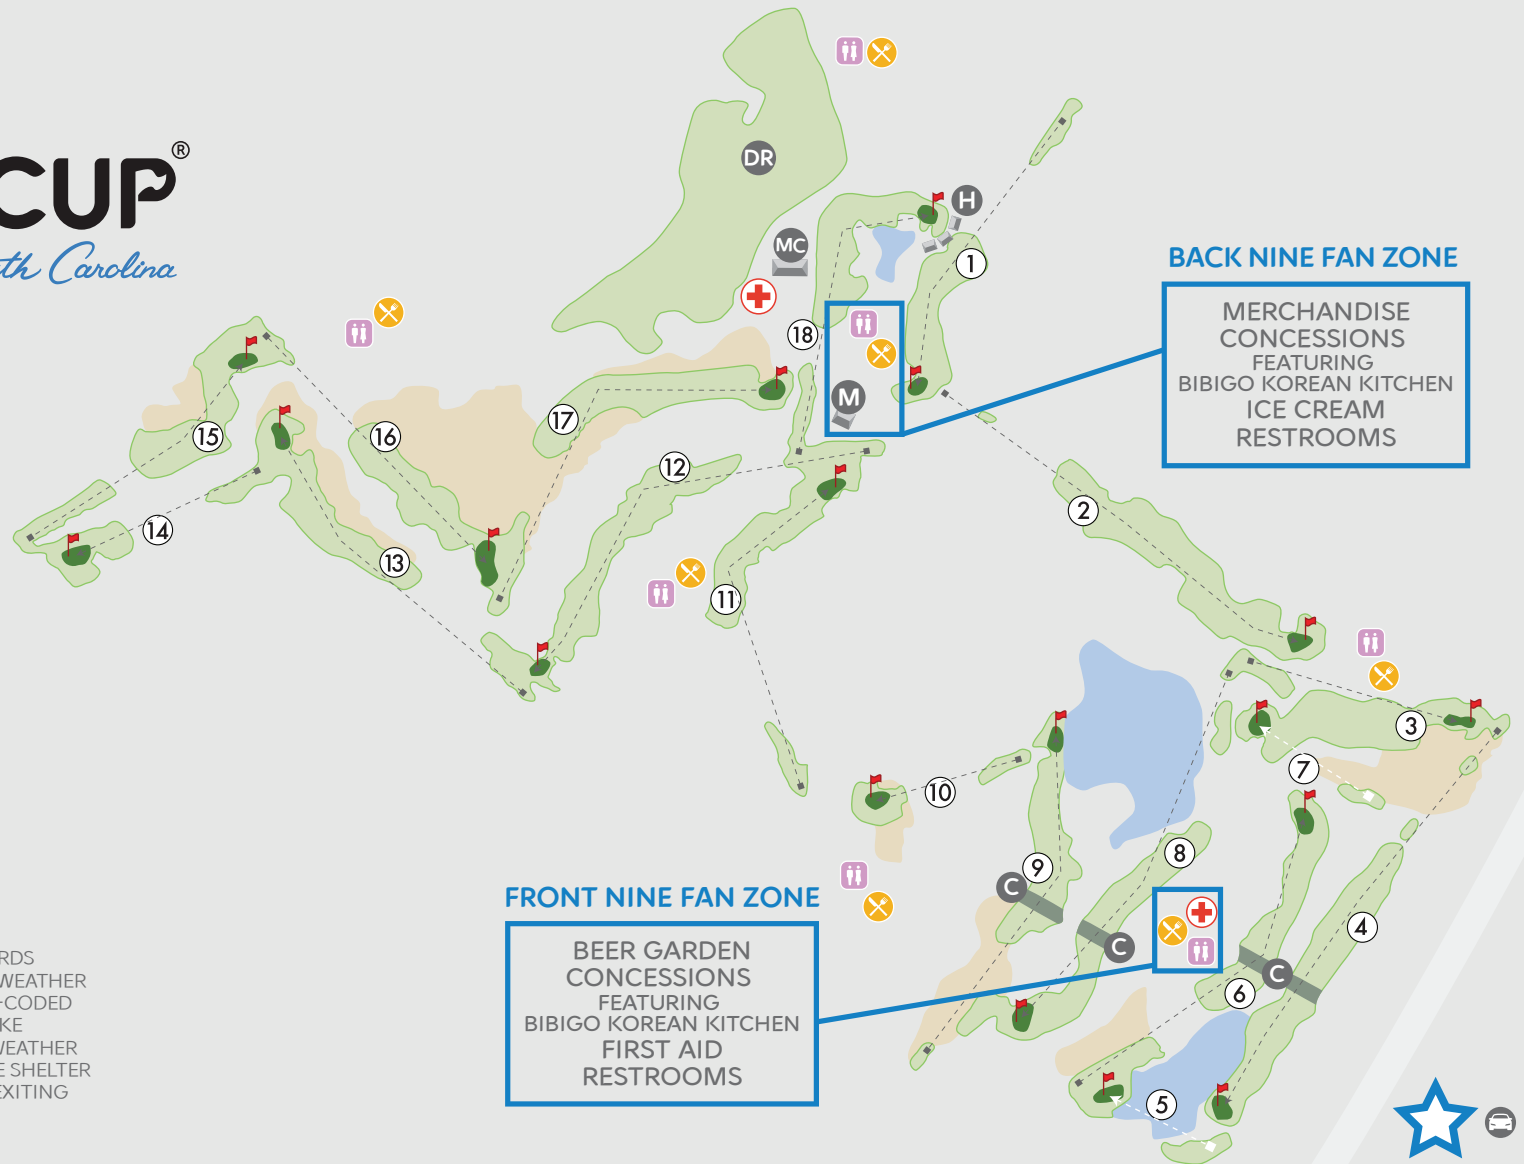 CUP®
th Carolina
DR
H
MC
1
BACK NINE FAN ZONE
MERCHANDISE
CONCESSIONS
FEATURING
BIBIGO KOREAN KITCHEN
ICE CREAM
RESTROOMS
18
M
17
16
15
12
2
14
13
11
3
7
10
8
9
C
FRONT NINE FAN ZONE
BEER GARDEN
CONCESSIONS
FEATURING
BIBIGO KOREAN KITCHEN
FIRST AID
RESTROOMS
C
4
C
6
5
RDS
WEATHER
-CODED
KE
WEATHER
E SHELTER
EXITING